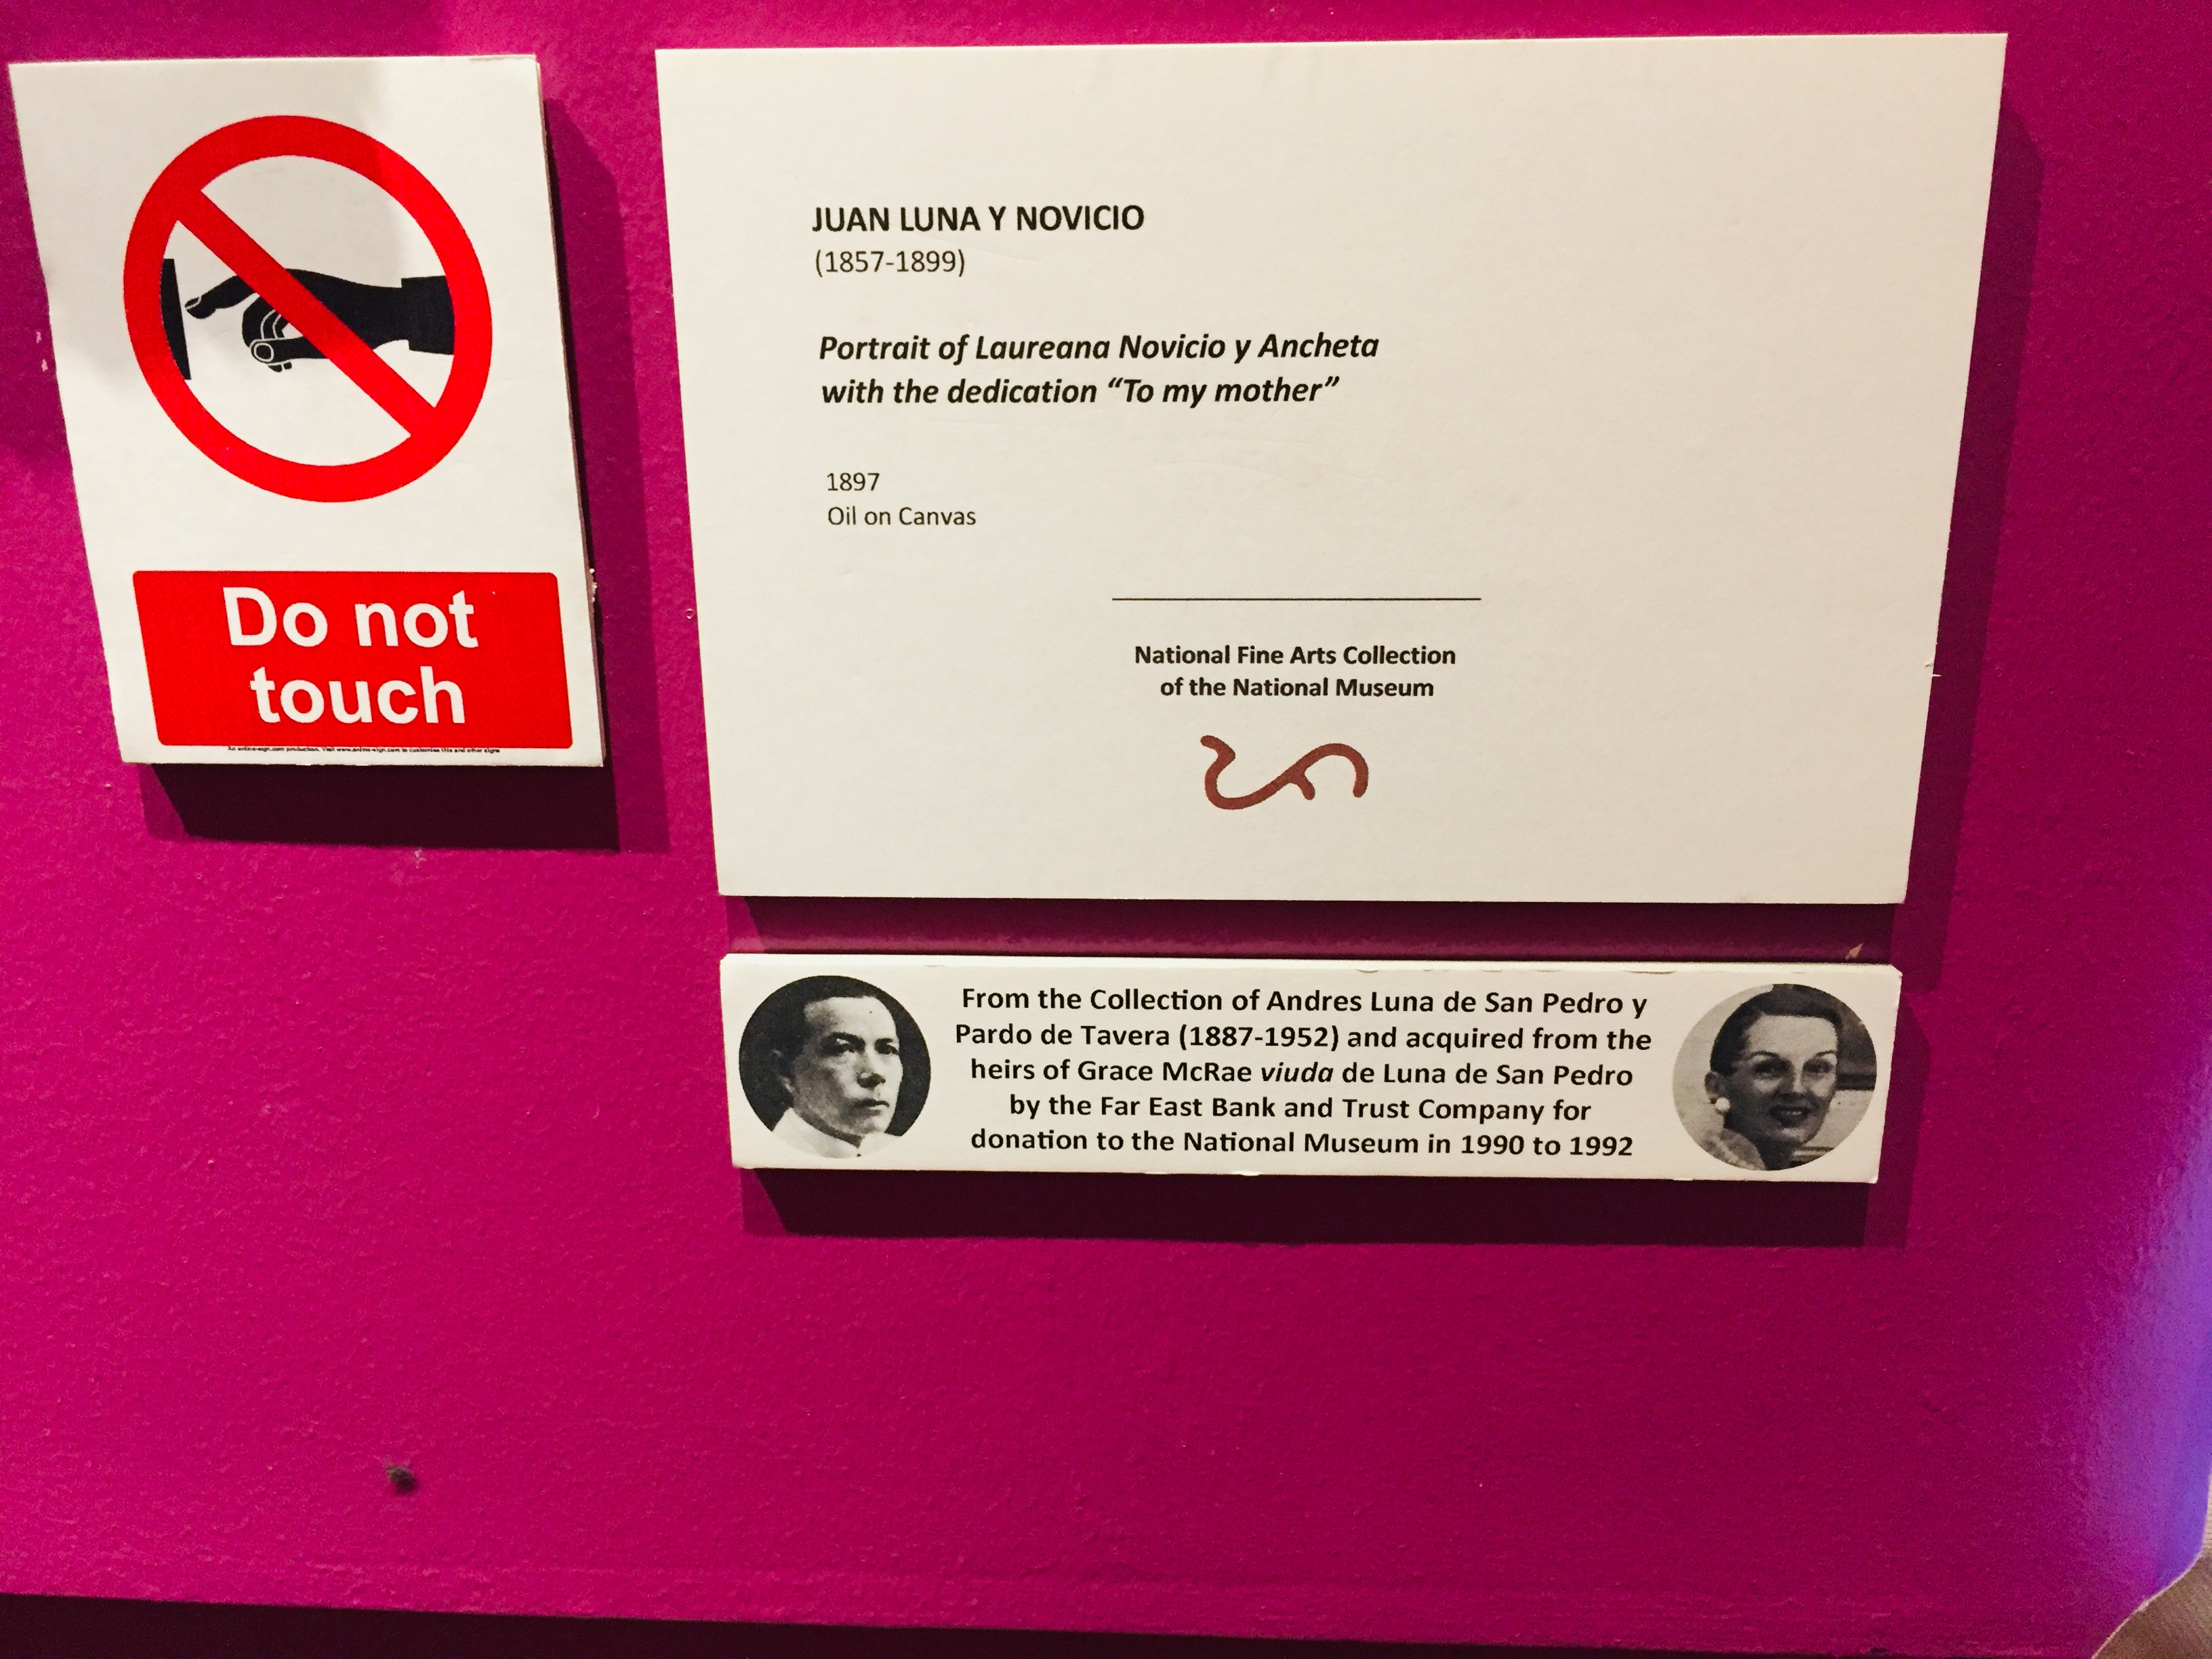 Do not
touch
JUAN LUNA Y NOVICIO
(1857-1899)
Portrait of Laureana Novicio y Ancheta
with the dedication “To my mother”
1897
Oil on Canvas
National Fine Arts Collection
of the National Museum
From the Collection of Andres Luna de San Pedro y
Pardo de Tavera (1887-1952) and acquired from the
heirs of Grace McRae viuda de Luna de San Pedro
by the Far East Bank and Trust Company for
donation to the National Museum in 1990 to 1992